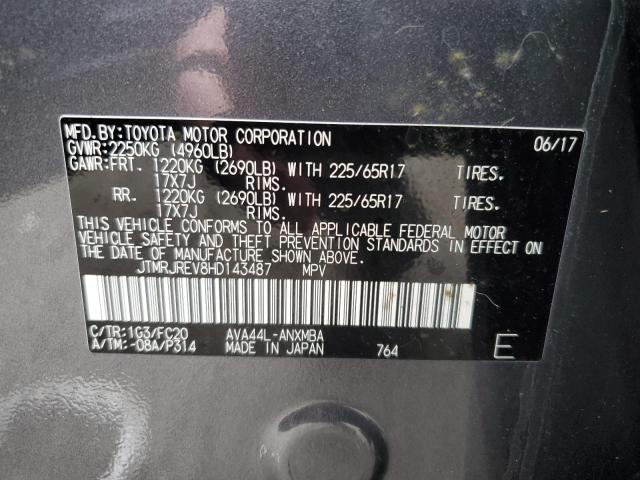 MFD.BY:TOYOTA MOTOR CORPORATION 06/17
GVWR:2250KG (4960LB)
GAWR:FRT. 1220KG (2690LB) WITH 225/65R17 TIRES.
17X7J RIMS.
RR. 1220KG (2690LB) WITH 225/65R17 TIRES.
17X7J RIMS.
THIS VEHICLE CONFORMS TO ALL APPLICABLE FEDERAL MOTOR
VEHICLE SAFETY AND THEFT PREVENTION STANDARDS IN EFFECT ON
THE DATE OF MANUFACTURE SHOWN ABOVE.
JTMRJREV8HD143487 MPV
C/TR:1G3/FC20 AVA44L-ANXMBA
A/TM:-08A/P314 MADE IN JAPAN 764 E